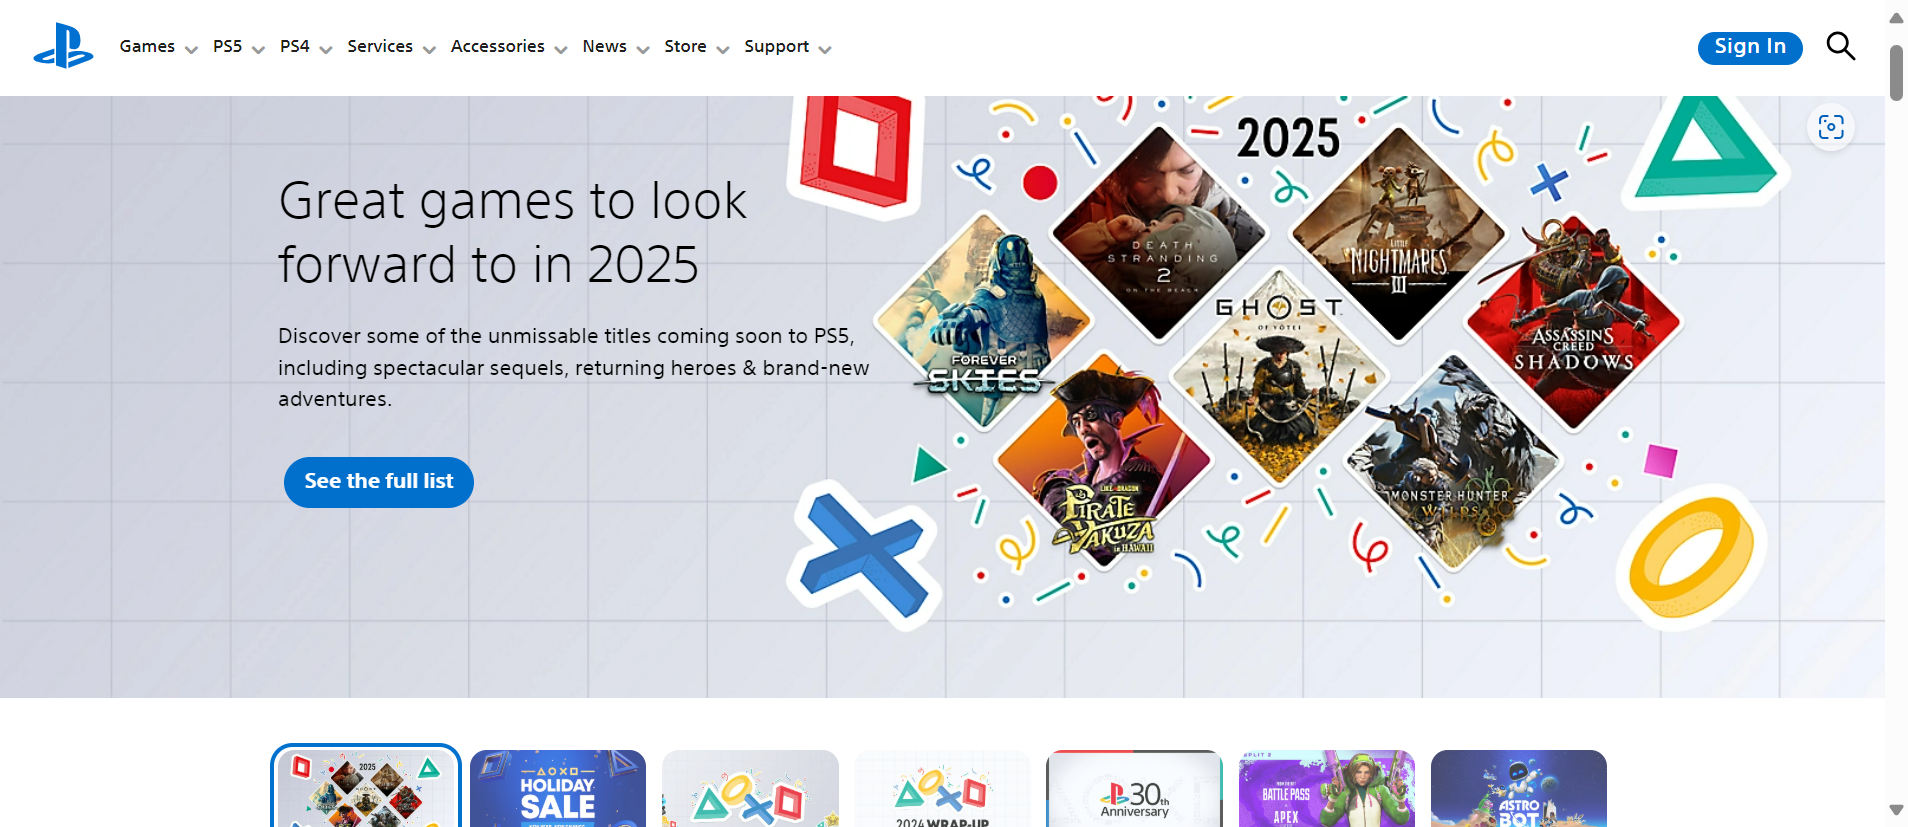 Games PS5 PS4 Services Accessories News Store Support
Sign In
Great games to look
forward to in 2025
Discover some of the unmissable titles coming soon to PS5,
including spectacular sequels, returning heroes & brand-new
adventures.
See the full list
2025
DEATH
STRANDING
2
ON THE BEACH
LITTLE
NIGHTMARES
III
GHOST
OF YŌTEI
ASSASSIN'S
CREED
SHADOWS
FOREVER
SKIES
LIKE A DRAGON
PIRATE
YAKUZA
in HAWAII
MONSTER HUNTER
WILDS
2025
HOLIDAY
SALE
2024 WRAP-UP
30th
Anniversary
SPLIT 2
BATTLE PASS
APEX
ASTRO
BOT